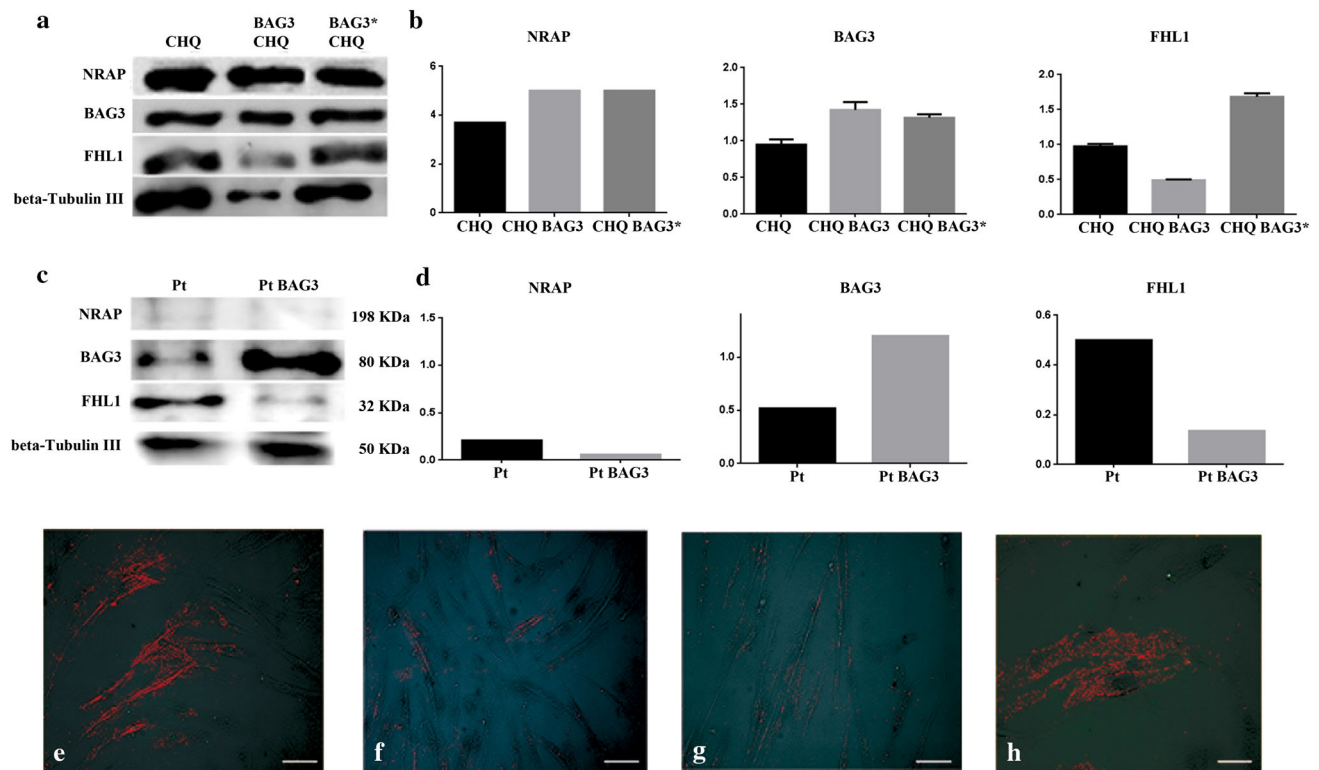 a
CHQ
BAG3
CHQ
BAG3*
CHQ
NRAP
BAG3
FHL1
beta-Tubulin III
b
NRAP
6
4
2
0
CHQ CHQ BAG3 CHQ BAG3*
BAG3
2.0
1.5
1.0
0.5
0.0
CHQ CHQ BAG3 CHQ BAG3*
FHL1
2.0
1.5
1.0
0.5
0.0
CHQ CHQ BAG3 CHQ BAG3*
c
Pt Pt BAG3
NRAP 198 KDa
BAG3 80 KDa
FHL1 32 KDa
beta-Tubulin III 50 KDa
d
NRAP
1.5
1.0
0.5
0.0
Pt Pt BAG3
BAG3
1.0
0.5
0.0
Pt Pt BAG3
FHL1
0.6
0.4
0.2
0.0
Pt Pt BAG3
e
f
g
h